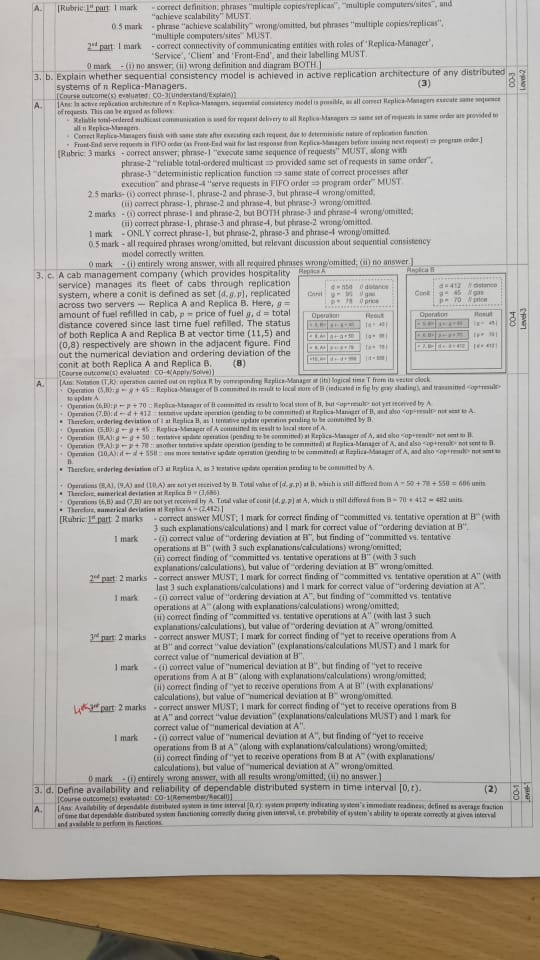 A. [Rubric: 1st part: 1 mark - correct definition; phrases "multiple copies/replicas", "multiple computers/sites", and
"achieve scalability" MUST.
0.5 mark - phrase "achieve scalability" wrong/omitted, but phrases "multiple copies/replicas",
"multiple computers/sites" MUST.
2nd part: 1 mark - correct connectivity of communicating entities with roles of 'Replica-Manager',
'Service', 'Client' and 'Front-End', and their labelling MUST.
0 mark - (i) no answer; (ii) wrong definition and diagram BOTH.]
3. b. Explain whether sequential consistency model is achieved in active replication architecture of any distributed
systems of n Replica-Managers. (3)
[Course outcome(s) evaluated: CO-3(Understand/Explain)]
CO-3
Level-2
A. [Ans: In active replication architecture of n Replica-Managers, sequential consistency model is possible, as all correct Replica-Managers execute same sequence
of requests. This can be argued as follows:
· Reliable total-ordered multicast communication is used for request delivery to all Replica-Managers ⇒ same set of requests in same order are provided to
all n Replica-Managers.
· Correct Replica-Managers finish with same state after executing each request, due to deterministic nature of replication function.
· Front-End serve requests in FIFO order (as Front-End wait for last response from Replica-Managers before issuing next request) ⇒ program order.]
[Rubric: 3 marks - correct answer; phrase-1 "execute same sequence of requests" MUST, along with
phrase-2 "reliable total-ordered multicast ⇒ provided same set of requests in same order",
phrase-3 "deterministic replication function ⇒ same state of correct processes after
execution" and phrase-4 "serve requests in FIFO order ⇒ program order" MUST.
2.5 marks- (i) correct phrase-1, phrase-2 and phrase-3, but phrase-4 wrong/omitted;
(ii) correct phrase-1, phrase-2 and phrase-4, but phrase-3 wrong/omitted.
2 marks - (i) correct phrase-1 and phrase-2, but BOTH phrase-3 and phrase-4 wrong/omitted;
(ii) correct phrase-1, phrase-3 and phrase-4, but phrase-2 wrong/omitted.
1 mark - ONLY correct phrase-1, but phrase-2, phrase-3 and phrase-4 wrong/omitted.
0.5 mark - all required phrases wrong/omitted, but relevant discussion about sequential consistency
model correctly written.
0 mark - (i) entirely wrong answer, with all required phrases wrong/omitted; (ii) no answer.]
3. c. A cab management company (which provides hospitality
service) manages its fleet of cabs through replication
system, where a conit is defined as set {d, g, p}, replicated
across two servers – Replica A and Replica B. Here, g =
amount of fuel refilled in cab, p = price of fuel g, d = total
distance covered since last time fuel refilled. The status
of both Replica A and Replica B at vector time (11,5) and
(0,8) respectively are shown in the adjacent figure. Find
out the numerical deviation and ordering deviation of the
conit at both Replica A and Replica B. (8)
[Course outcome(s) evaluated: CO-4(Apply/Solve)]
Replica A
Conit
d = 558 // distance
g = 95 // gas
p = 78 // price
Operation Result
< 5, B> g ← g + 45 [g = 45]
< 8, A> g ← g + 50 [g = 95]
< 9, A> p ← p + 78 [p = 78]
<10, A> d ← d + 558 [d = 558]
Replica B
Conit
d = 412 // distance
g = 45 // gas
p = 70 // price
Operation Result
< 5, B> g ← g + 45 [g = 45]
< 6, B> p ← p + 70 [p = 70]
< 7, B> d ← d + 412 [d = 412]
CO-4
Level-3
A. [Ans: Notation (T,R): operation carried out on replica R by corresponding Replica-Manager at (its) logical time T from its vector clock.
· Operation (5,B): g ← g + 45 :: Replica-Manager of B committed its result to local store of B (indicated in fig by gray shading), and transmitted <op+result>
to update A.
· Operation (6,B): p ← p + 70 :: Replica-Manager of B committed its result to local store of B, but <op+result> not yet received by A.
· Operation (7,B): d ← d + 412 :: tentative update operation (pending to be committed) at Replica-Manager of B, and also <op+result> not sent to A.
• Therefore, ordering deviation of 1 at Replica B, as 1 tentative update operation pending to be committed by B.
· Operation (5,B): g ← g + 45 :: Replica-Manager of A committed its result to local store of A.
· Operation (8,A): g ← g + 50 :: tentative update operation (pending to be committed) at Replica-Manager of A, and also <op+result> not sent to B.
· Operation (9,A): p ← p + 78 :: another tentative update operation (pending to be committed) at Replica-Manager of A, and also <op+result> not sent to B.
· Operation (10,A): d ← d + 558 :: one more tentative update operation (pending to be committed) at Replica-Manager of A, and also <op+result> not sent to
B.
• Therefore, ordering deviation of 3 at Replica A, as 3 tentative update operation pending to be committed by A.
· Operations (8,A), (9,A) and (10,A) are not yet received by B. Total value of {d, g, p} at B, which is still differed from A = 50 + 78 + 558 = 686 units.
• Therefore, numerical deviation at Replica B = (3,686).
· Operations (6,B) and (7,B) are not yet received by A. Total value of conit {d, g, p} at A, which is still differed from B = 70 + 412 = 482 units.
• Therefore, numerical deviation at Replica A = (2,482).]
[Rubric: 1st part: 2 marks - correct answer MUST; 1 mark for correct finding of "committed vs. tentative operation at B" (with
3 such explanations/calculations) and 1 mark for correct value of "ordering deviation at B".
1 mark - (i) correct value of "ordering deviation at B", but finding of "committed vs. tentative
operations at B" (with 3 such explanations/calculations) wrong/omitted;
(ii) correct finding of "committed vs. tentative operations at B" (with 3 such
explanations/calculations), but value of "ordering deviation at B" wrong/omitted.
2nd part: 2 marks - correct answer MUST; 1 mark for correct finding of "committed vs. tentative operation at A" (with
last 3 such explanations/calculations) and 1 mark for correct value of "ordering deviation at A".
1 mark - (i) correct value of "ordering deviation at A", but finding of "committed vs. tentative
operations at A" (along with explanations/calculations) wrong/omitted;
(ii) correct finding of "committed vs. tentative operations at A" (with last 3 such
explanations/calculations), but value of "ordering deviation at A" wrong/omitted.
3rd part: 2 marks - correct answer MUST; 1 mark for correct finding of "yet to receive operations from A
at B" and correct "value deviation" (explanations/calculations MUST) and 1 mark for
correct value of "numerical deviation at B".
1 mark - (i) correct value of "numerical deviation at B", but finding of "yet to receive
operations from A at B" (along with explanations/calculations) wrong/omitted;
(ii) correct finding of "yet to receive operations from A at B" (with explanations/
calculations), but value of "numerical deviation at B" wrong/omitted.
4th 3rd part: 2 marks - correct answer MUST; 1 mark for correct finding of "yet to receive operations from B
at A" and correct "value deviation" (explanations/calculations MUST) and 1 mark for
correct value of "numerical deviation at A".
1 mark - (i) correct value of "numerical deviation at A", but finding of "yet to receive
operations from B at A" (along with explanations/calculations) wrong/omitted;
(ii) correct finding of "yet to receive operations from B at A" (with explanations/
calculations), but value of "numerical deviation at A" wrong/omitted.
0 mark - (i) entirely wrong answer, with all results wrong/omitted; (ii) no answer.]
3. d. Define availability and reliability of dependable distributed system in time interval [0, t). (2)
[Course outcome(s) evaluated: CO-1(Remember/Recall)]
CO-1
Level-1
A. [Ans: Availability of dependable distributed system in time interval [0, t): system property indicating system's immediate readiness; defined as average fraction
of time that dependable distributed system functioning correctly during given interval, i.e. probability of system's ability to operate correctly at given interval
and available to perform its functions.